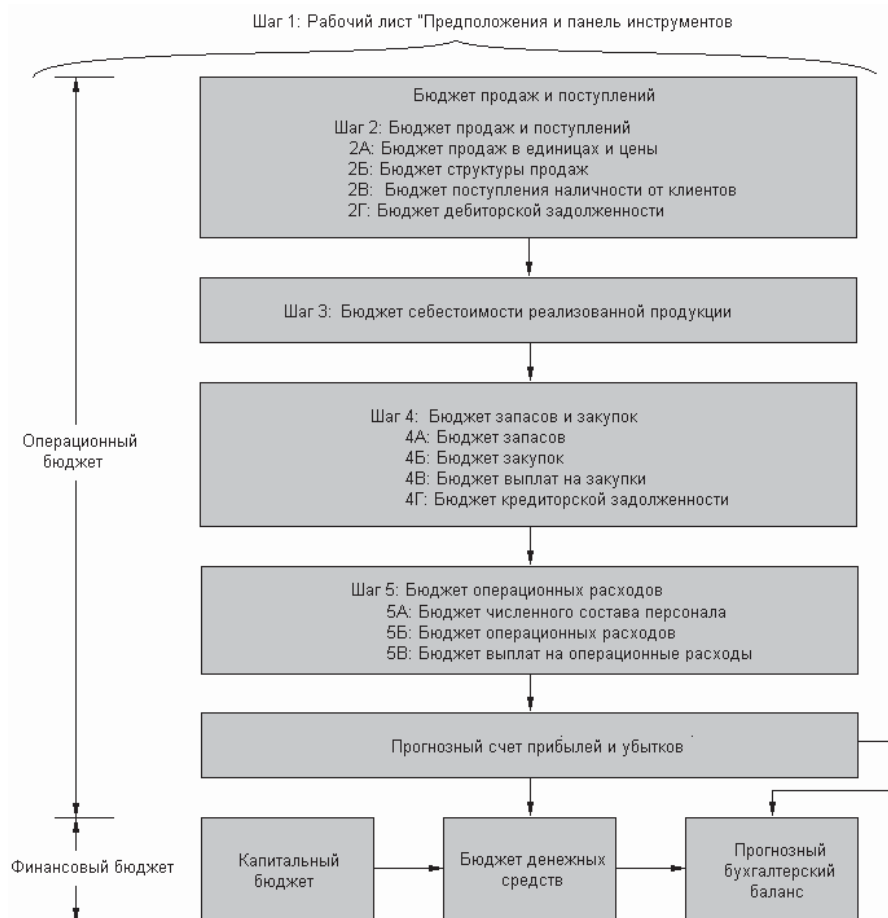 Шаг 1: Рабочий лист "Предположения и панель инструментов
Бюджет продаж и поступлений
Шаг 2: Бюджет продаж и поступлений
2А: Бюджет продаж в единицах и цены
2Б: Бюджет структуры продаж
2В: Бюджет поступления наличности от клиентов
2Г: Бюджет дебиторской задолженности
Шаг 3: Бюджет себестоимости реализованной продукции
Шаг 4: Бюджет запасов и закупок
4А: Бюджет запасов
4Б: Бюджет закупок
4В: Бюджет выплат на закупки
4Г: Бюджет кредиторской задолженности
Операционный
бюджет
Шаг 5: Бюджет операционных расходов
5А: Бюджет численного состава персонала
5Б: Бюджет операционных расходов
5В: Бюджет выплат на операционные расходы
Прогнозный счет прибылей и убытков
Финансовый бюджет
Капитальный
бюджет
Бюджет денежных
средств
Прогнозный
бухгалтерский
баланс